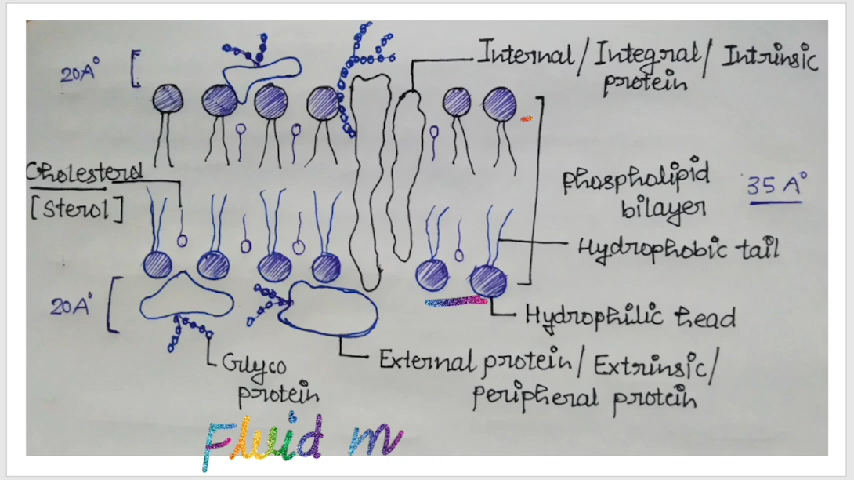 20A°
Internal/Integral/Intrinsic
protein
Cholesterol
[Sterol]
phospholipid
bilayer
35 A°
Hydrophobic tail
20A°
Hydrophilic head
Glyco
protein
External protein/Extrinsic/
peripheral protein
Fluid m